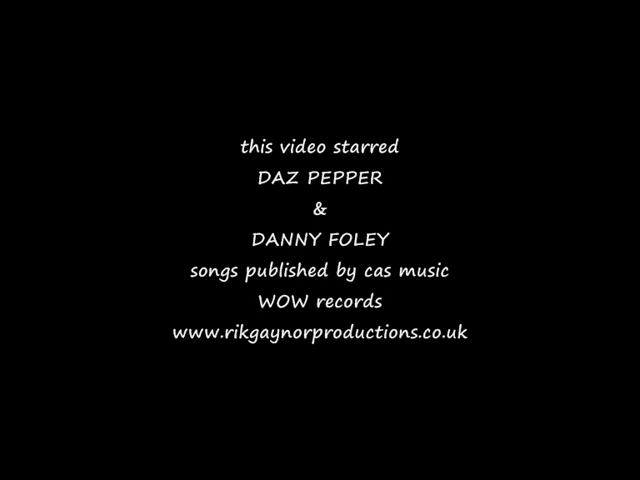 this video starred
DAZ PEPPER
&
DANNY FOLEY
songs published by cas music
WOW records
www.rikgaynorproductions.co.uk